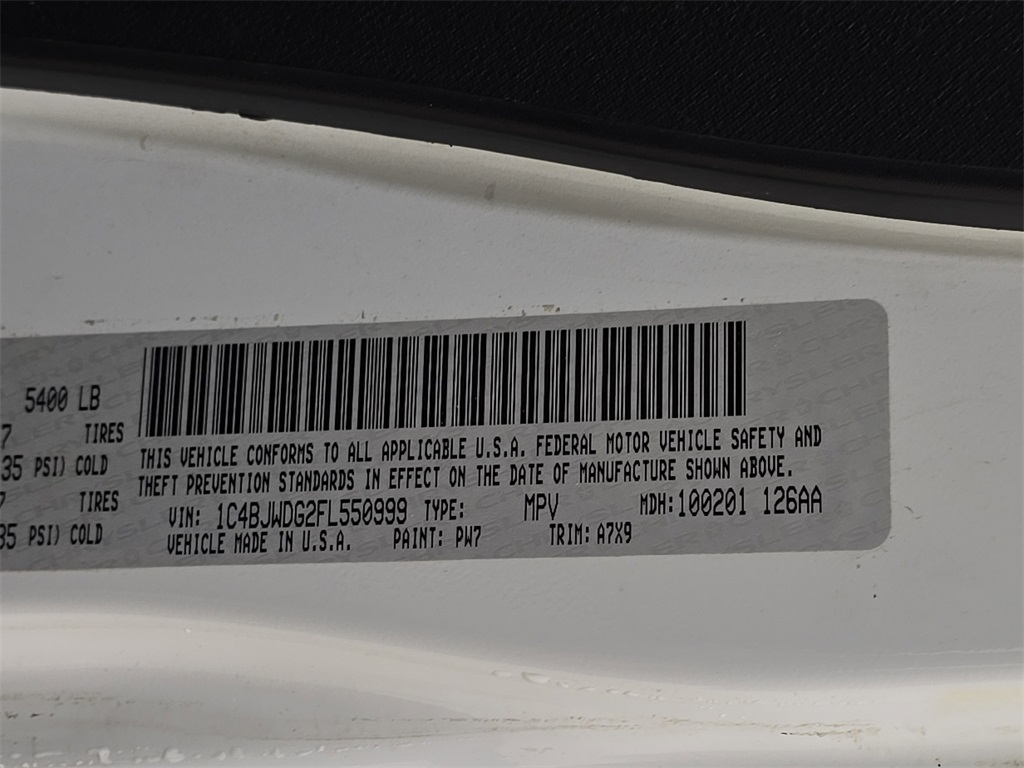 5400 LB
7 TIRES
35 PSI) COLD
7 TIRES
35 PSI) COLD
THIS VEHICLE CONFORMS TO ALL APPLICABLE U.S.A. FEDERAL MOTOR VEHICLE SAFETY AND
THEFT PREVENTION STANDARDS IN EFFECT ON THE DATE OF MANUFACTURE SHOWN ABOVE.
VIN: 1C4BJWDG2FL550999 TYPE: MPV MDH:100201 126AA
VEHICLE MADE IN U.S.A. PAINT: PW7 TRIM: A7X9